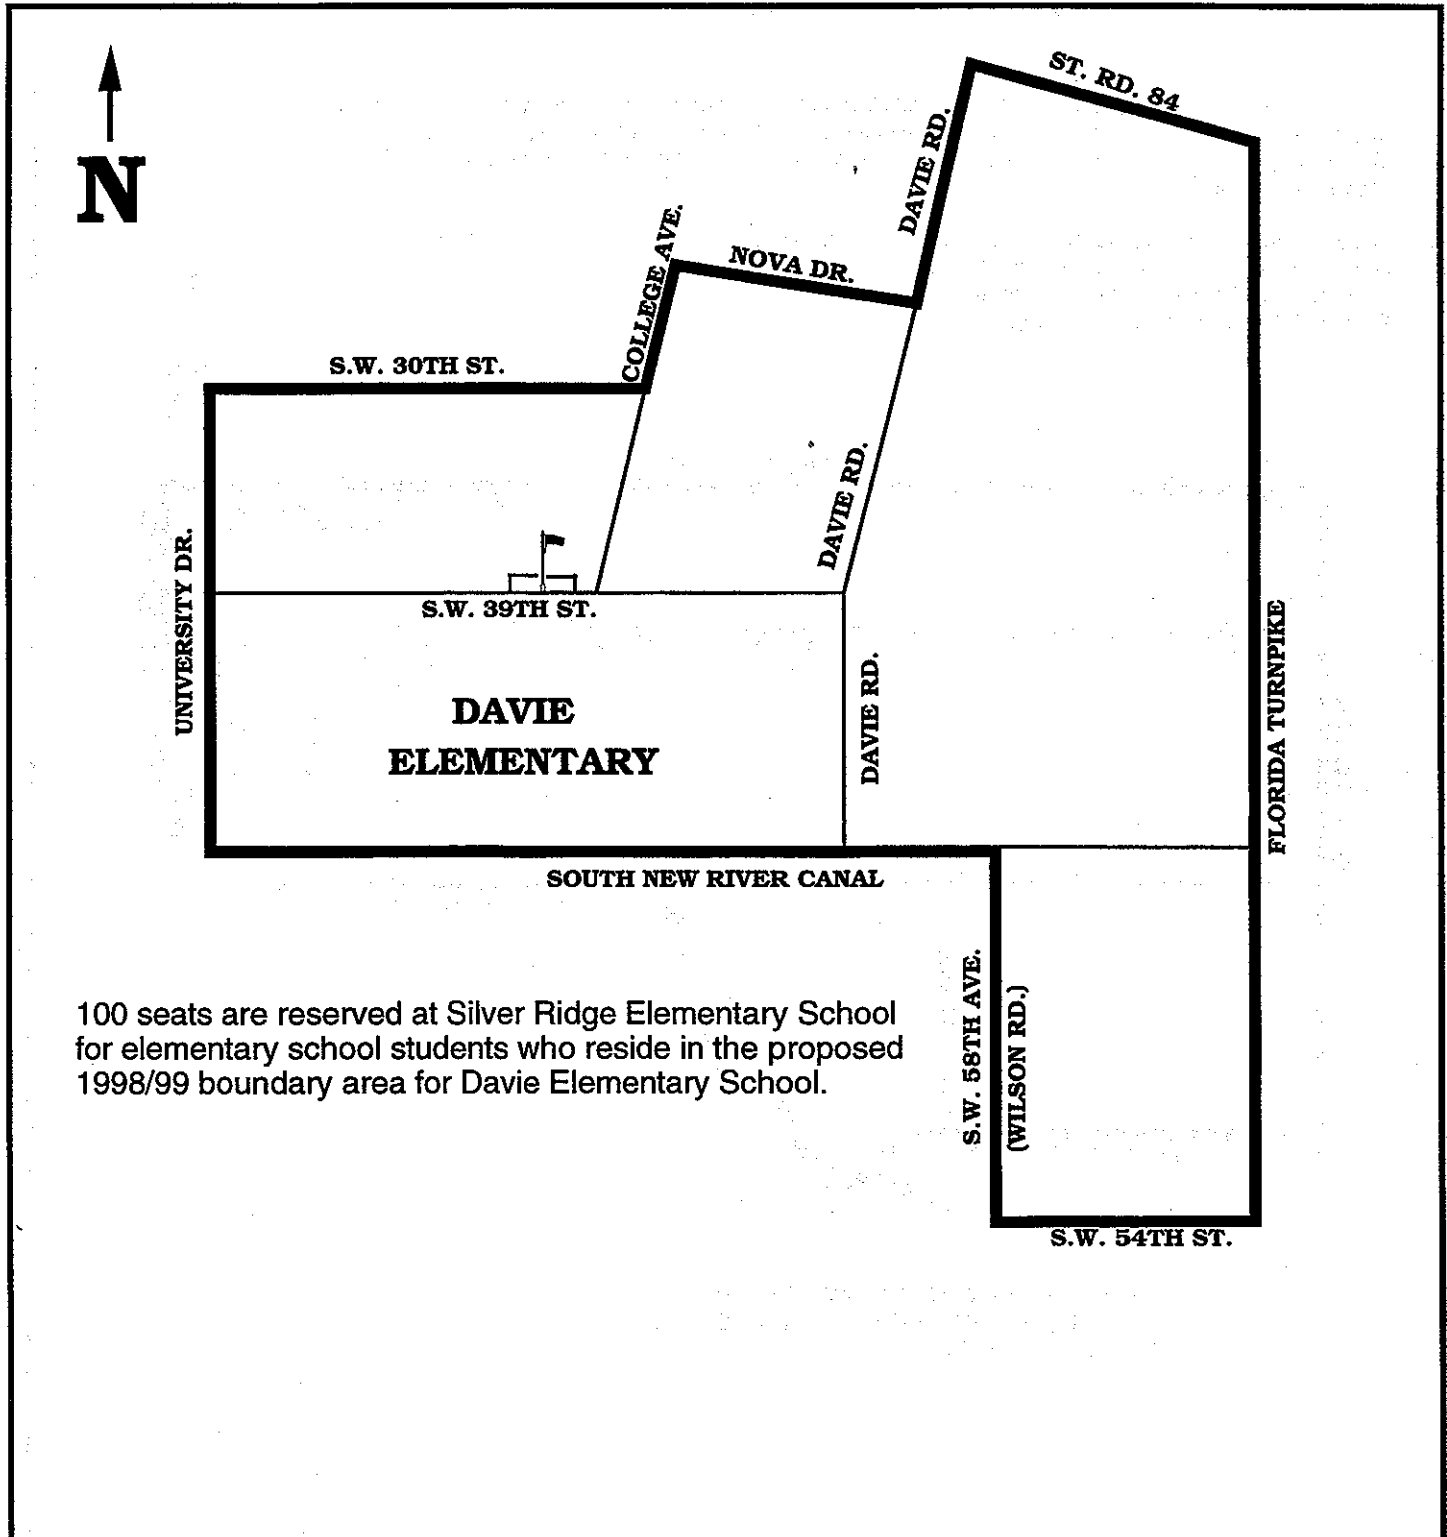 ST. RD. 84
N
DAVIE RD.
COLLEGE AVE.
NOVA DR.
S.W. 30TH ST.
DAVIE RD.
UNIVERSITY DR.
S.W. 39TH ST.
FLORIDA TURNPIKE
DAVIE RD.
DAVIE
ELEMENTARY
SOUTH NEW RIVER CANAL
S.W. 58TH AVE.
(WILSON RD.)
100 seats are reserved at Silver Ridge Elementary School
for elementary school students who reside in the proposed
1998/99 boundary area for Davie Elementary School.
S.W. 54TH ST.